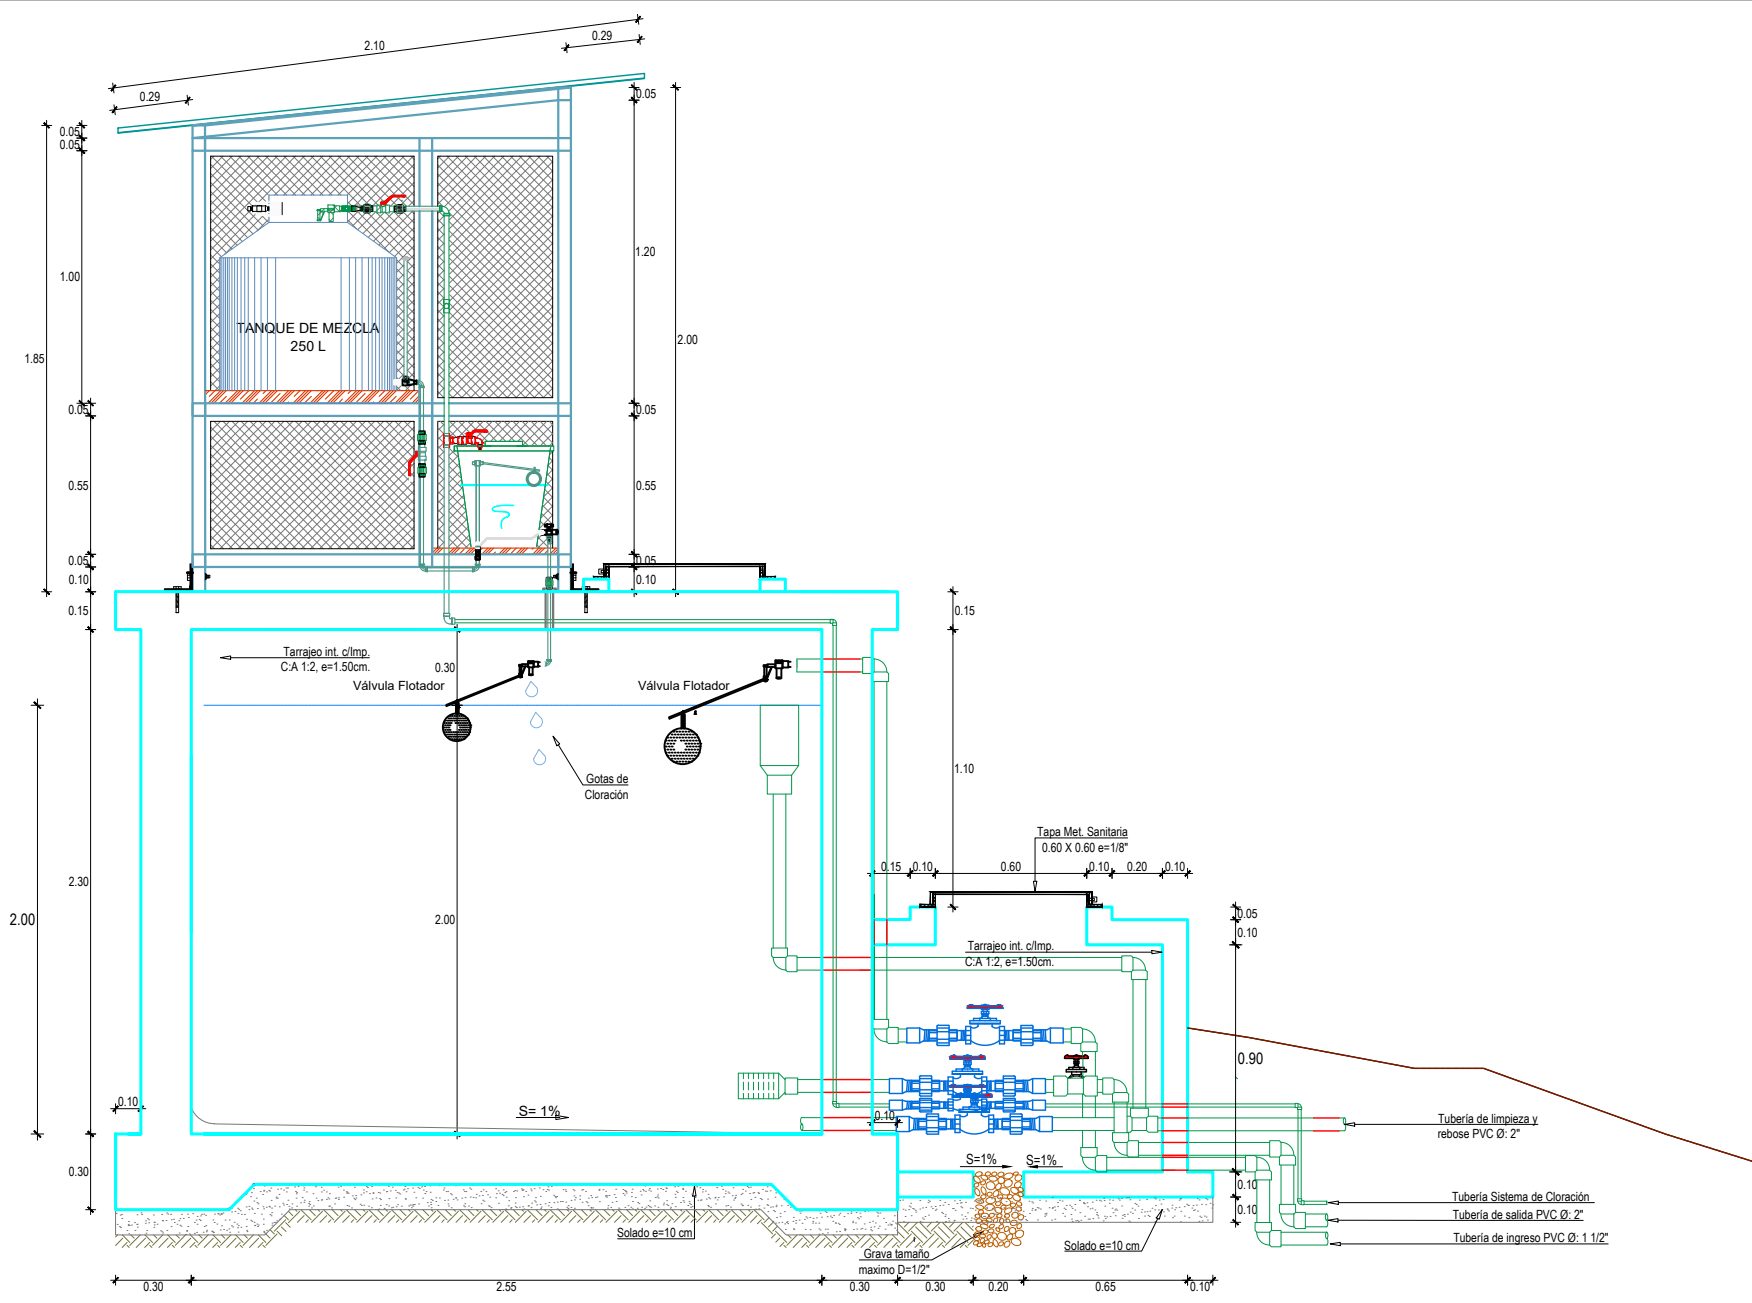 2.10
0.29
0.29
0.05
0.05
0.05
1.00
1.20
TANQUE DE MEZCLA
250 L
2.00
1.85
0.05
0.05
0.55
0.55
0.05
0.05
0.10
0.10
0.15
0.15
Tarrajeo int. c/Imp.
C:A 1:2, e=1.50cm.
0.30
Válvula Flotador
Válvula Flotador
Gotas de
Cloración
1.10
Tapa Met. Sanitaria
0.60 X 0.60 e=1/8"
0.15
0.10
0.60
0.10
0.20
0.10
2.30
2.00
2.00
0.05
0.10
Tarrajeo int. c/Imp.
C:A 1:2, e=1.50cm.
0.90
0.10
S= 1%
0.10
Tubería de limpieza y
rebose PVC Ø: 2"
0.30
S=1%
S=1%
0.10
0.10
Tubería Sistema de Cloración
Tubería de salida PVC Ø: 2"
Tubería de ingreso PVC Ø: 1 1/2"
Solado e=10 cm
Solado e=10 cm
Grava tamaño
maximo D=1/2"
0.30
2.55
0.30
0.30
0.20
0.65
0.10